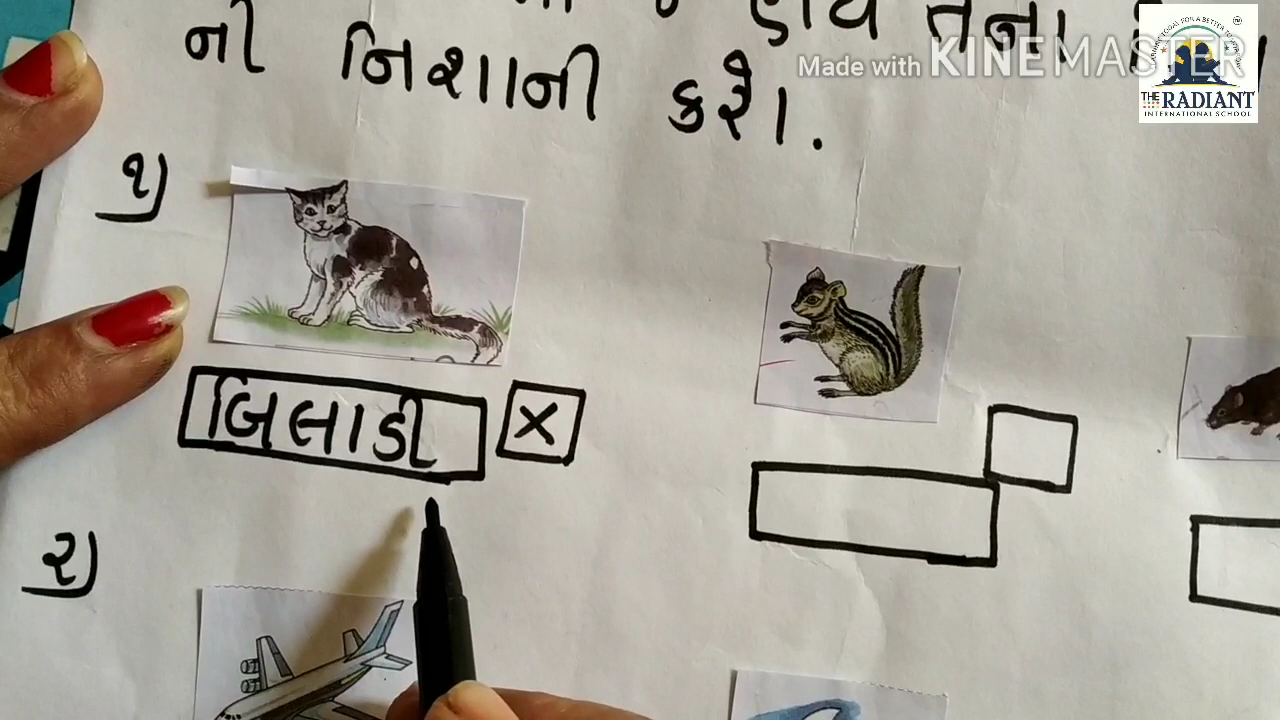 તેના
ની નિશાની કરો.
Made with KINEMASTER
THE RADIANT
INTERNATIONAL SCHOOL
૧)
બિલાડી ×
૨)